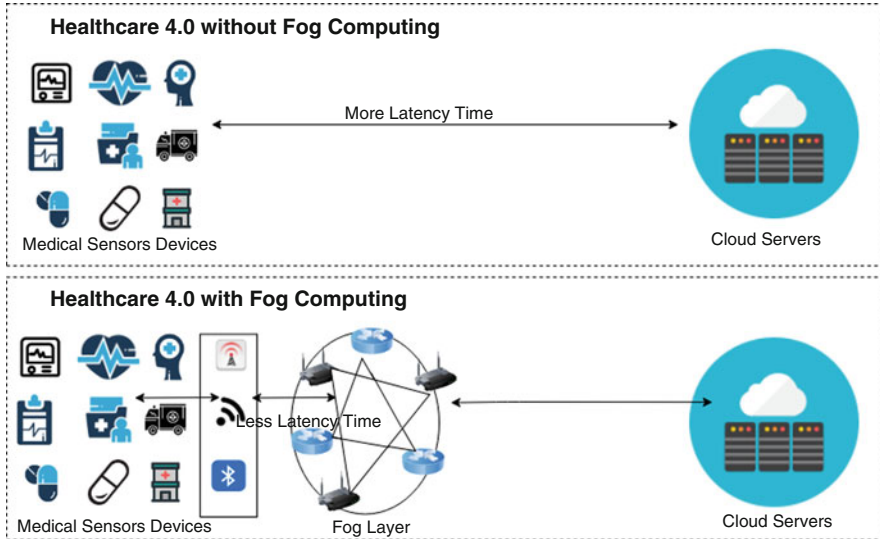 Healthcare 4.0 without Fog Computing
More Latency Time
Medical Sensors Devices
Cloud Servers
Healthcare 4.0 with Fog Computing
Less Latency Time
Medical Sensors Devices
Fog Layer
Cloud Servers